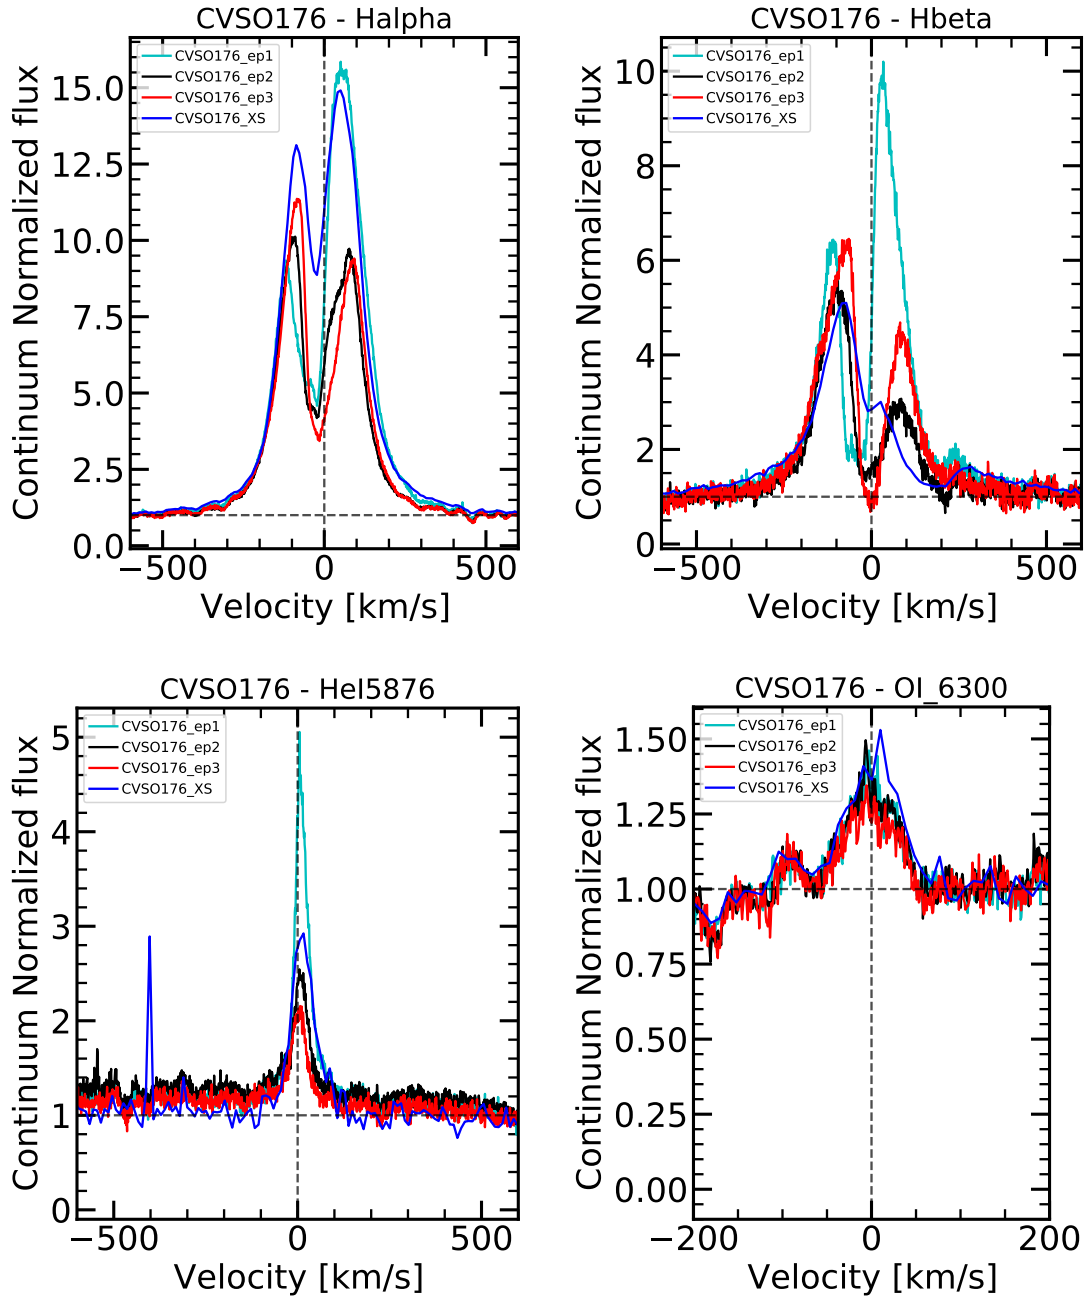 CVSO176 - Halpha
Continuum Normalized flux
15.0
12.5
10.0
7.5
5.0
2.5
0.0
CVSO176_ep1
CVSO176_ep2
CVSO176_ep3
CVSO176_XS
−500
0
500
Velocity [km/s]
CVSO176 - Hbeta
Continuum Normalized flux
10
8
6
4
2
0
CVSO176_ep1
CVSO176_ep2
CVSO176_ep3
CVSO176_XS
−500
0
500
Velocity [km/s]
CVSO176 - HeI5876
Continuum Normalized flux
5
4
3
2
1
0
CVSO176_ep1
CVSO176_ep2
CVSO176_ep3
CVSO176_XS
−500
0
500
Velocity [km/s]
CVSO176 - OI_6300
Continuum Normalized flux
1.50
1.25
1.00
0.75
0.50
0.25
0.00
CVSO176_ep1
CVSO176_ep2
CVSO176_ep3
CVSO176_XS
−200
0
200
Velocity [km/s]